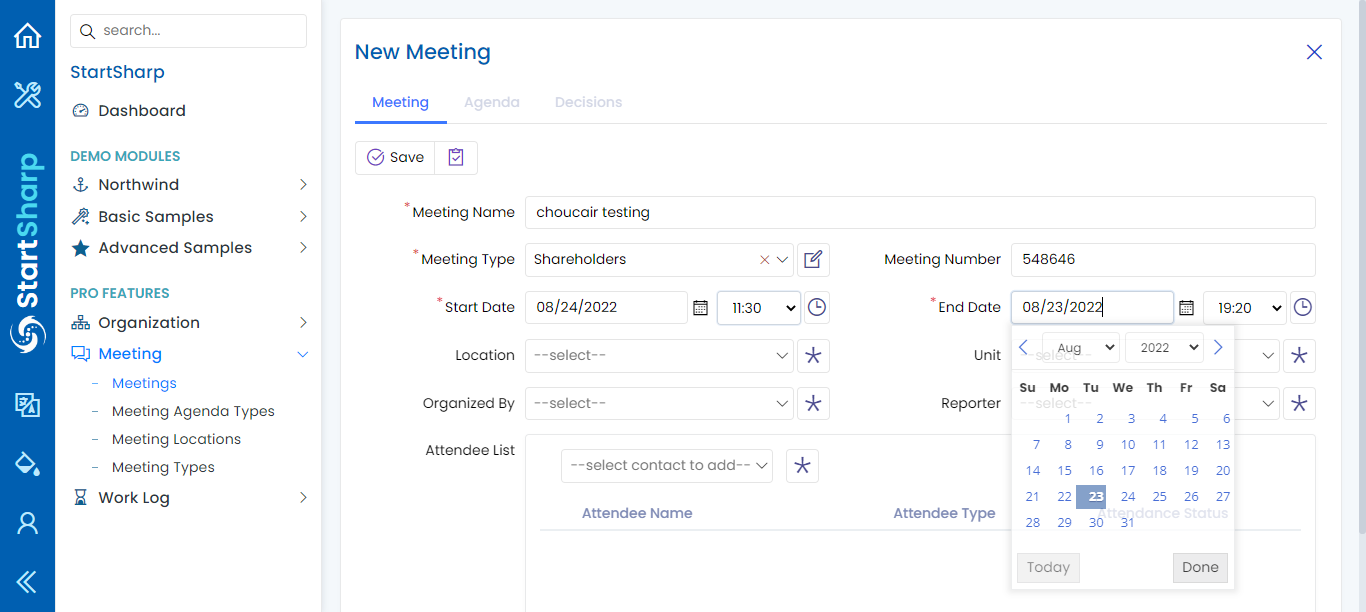 search...
StartSharp
Dashboard
DEMO MODULES
Northwind
Basic Samples
Advanced Samples
PRO FEATURES
Organization
Meeting
– Meetings
– Meeting Agenda Types
– Meeting Locations
– Meeting Types
Work Log
StartSharp
New Meeting
Meeting Agenda Decisions
Save
*Meeting Name choucair testing
*Meeting Type Shareholders Meeting Number 548646
*Start Date 08/24/2022 11:30 *End Date 08/23/2022 19:20
Location --select-- Unit --select--
Organized By --select-- Reporter --select--
Attendee List
--select contact to add--
Attendee Name Attendee Type Attendance Status
Aug 2022
Su Mo Tu We Th Fr Sa
1 2 3 4 5 6
7 8 9 10 11 12 13
14 15 16 17 18 19 20
21 22 23 24 25 26 27
28 29 30 31
Today Done